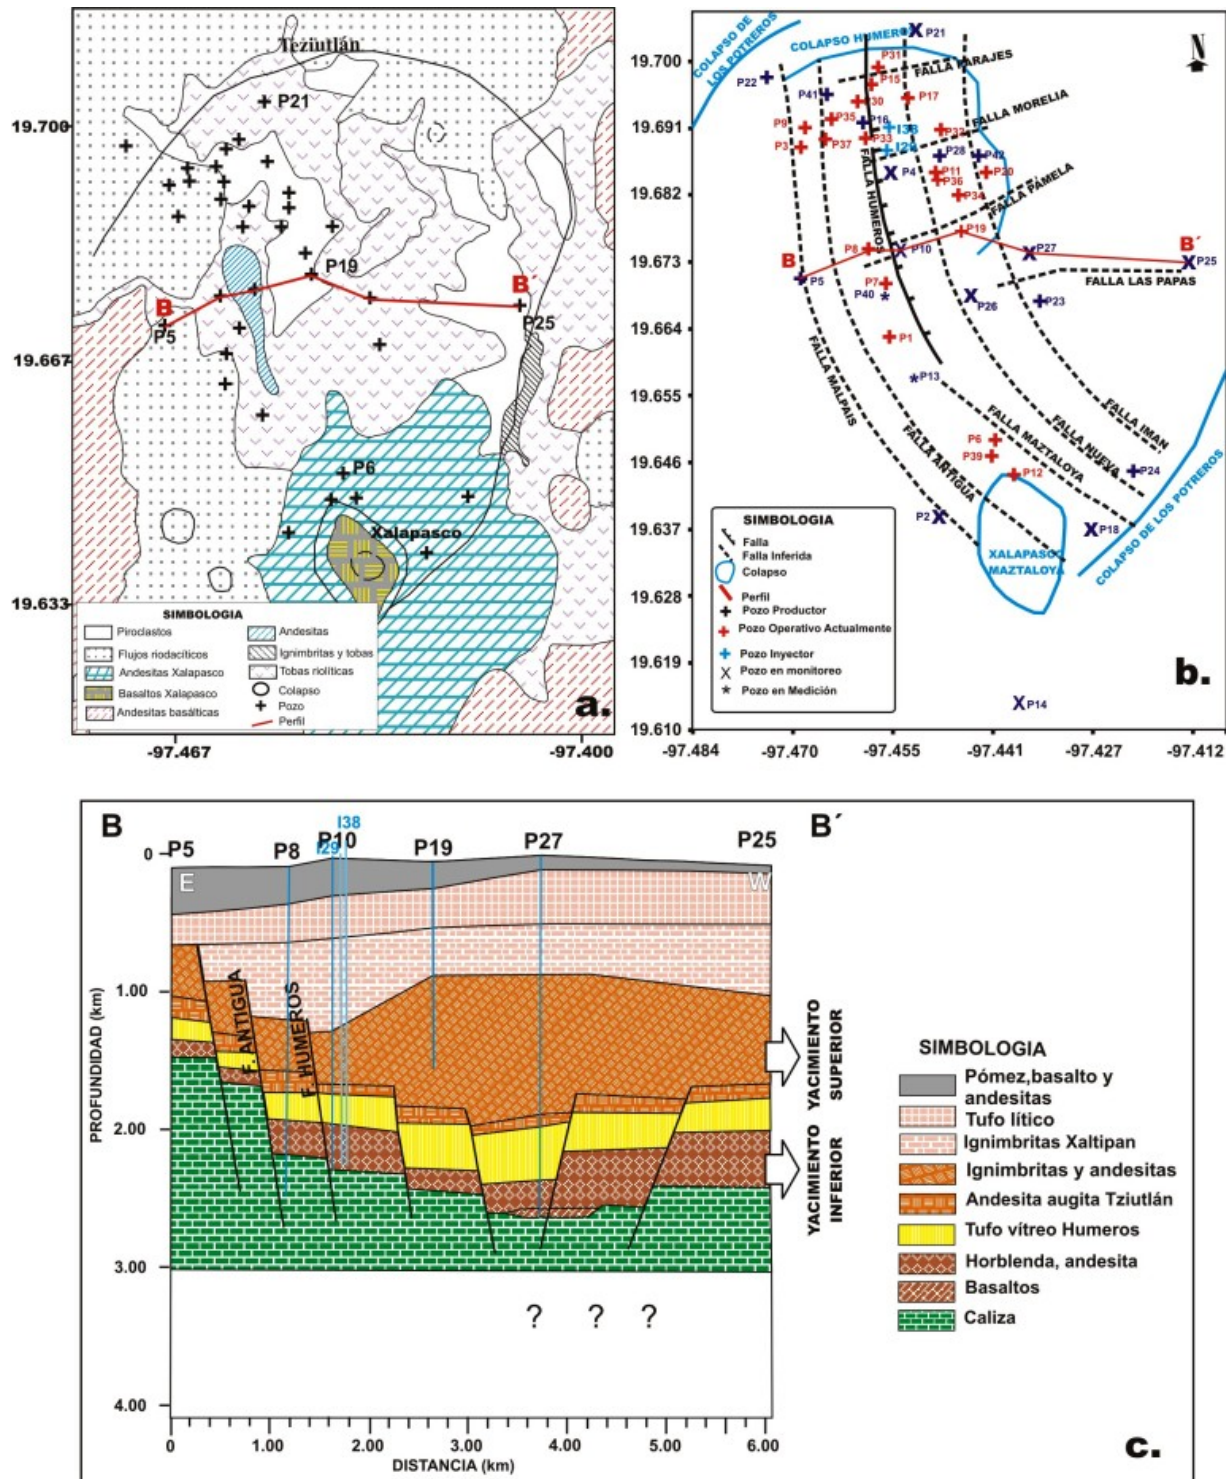 Teziutlán
P21
19.700
P19
B
B´
P5
P25
19.667
P6
Xalapasco
19.633
SIMBOLOGIA
Piroclastos
Flujos riodacíticos
Andesitas Xalapasco
Basaltos Xalapasco
Andesitas basálticas
Andesitas
Ignimbritas y tobas
Tobas riolíticas
Colapso
Pozo
Perfil
a.
-97.467
-97.400
COLAPSO DE
LOS POTREROS
COLAPSO HUMEROS
P21
N
19.700
P31
FALLA PARAJES
P22
P15
P41
P30
P17
19.691
P9
P35
P16
I38
P32
FALLA MORELIA
P3
P37
P33
I29
P28
P42
P4
P11
P20
P36
19.682
P34
FALLA PAMELA
FALLA HUMEROS
P19
P8
P10
P27
B
B´
19.673
P5
P25
P7
FALLA LAS PAPAS
P40
P26
P23
19.664
P1
P13
19.655
FALLA MALPAIS
FALLA ANTIGUA
FALLA MAZTALOYA
FALLA NUEVA
FALLA IMAN
P6
19.646
P39
P24
P12
P2
19.637
P18
COLAPSO DE LOS POTREROS
XALAPASCO
MAZTALOYA
19.628
19.619
P14
19.610
SIMBOLOGIA
Falla
Falla Inferida
Colapso
Perfil
Pozo Productor
Pozo Operativo Actualmente
Pozo Inyector
Pozo en monitoreo
Pozo en Medición
b.
-97.484
-97.470
-97.455
-97.441
-97.427
-97.412
B
B´
I38
P5
P8
I29
P10
P19
P27
P25
0
E
W
1.00
2.00
3.00
4.00
PROFUNDIDAD (km)
F. ANTIGUA
F. HUMEROS
YACIMIENTO
SUPERIOR
YACIMIENTO
INFERIOR
? ? ?
0 1.00 2.00 3.00 4.00 5.00 6.00
DISTANCIA (km)
SIMBOLOGIA
Pómez,basalto y
andesitas
Tufo lítico
Ignimbritas Xaltipan
Ignimbritas y andesitas
Andesita augita Tziutlán
Tufo vítreo Humeros
Horblenda, andesita
Basaltos
Caliza
c.